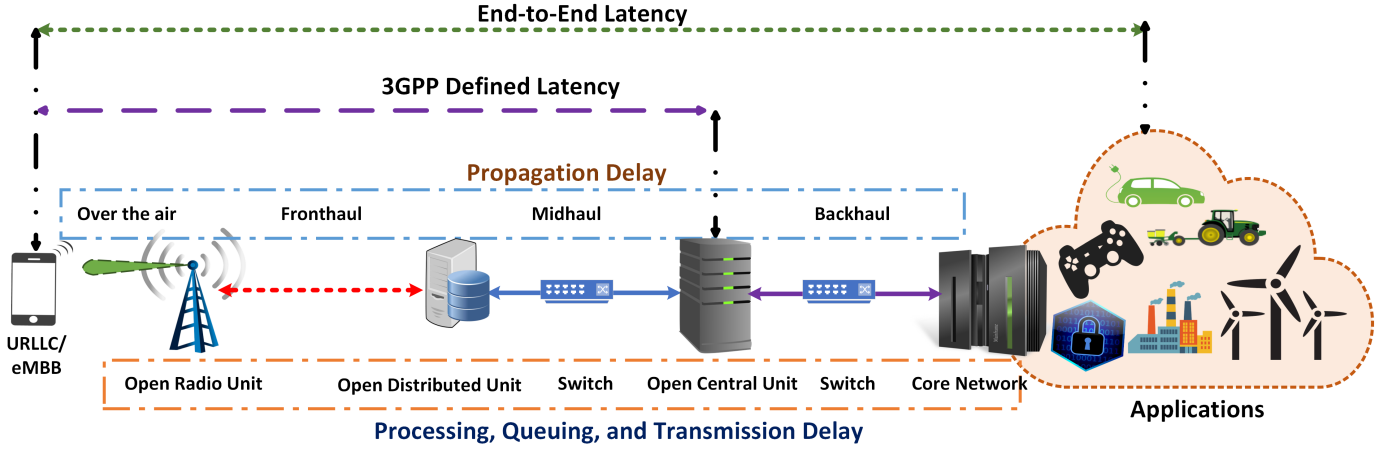 End-to-End Latency
3GPP Defined Latency
Propagation Delay
Over the air Fronthaul Midhaul Backhaul
URLLC/
eMBB
Open Radio Unit Open Distributed Unit Switch Open Central Unit Switch Core Network
Applications
Processing, Queuing, and Transmission Delay